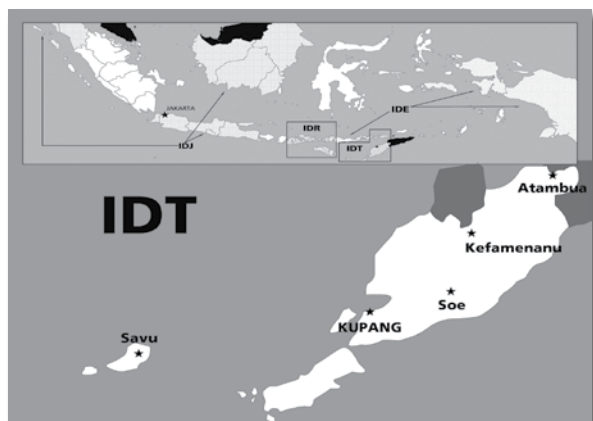 JAKARTA
IDE
IDR
IDJ
IDT
Atambua
IDT
Kefamenanu
Soe
KUPANG
Savu